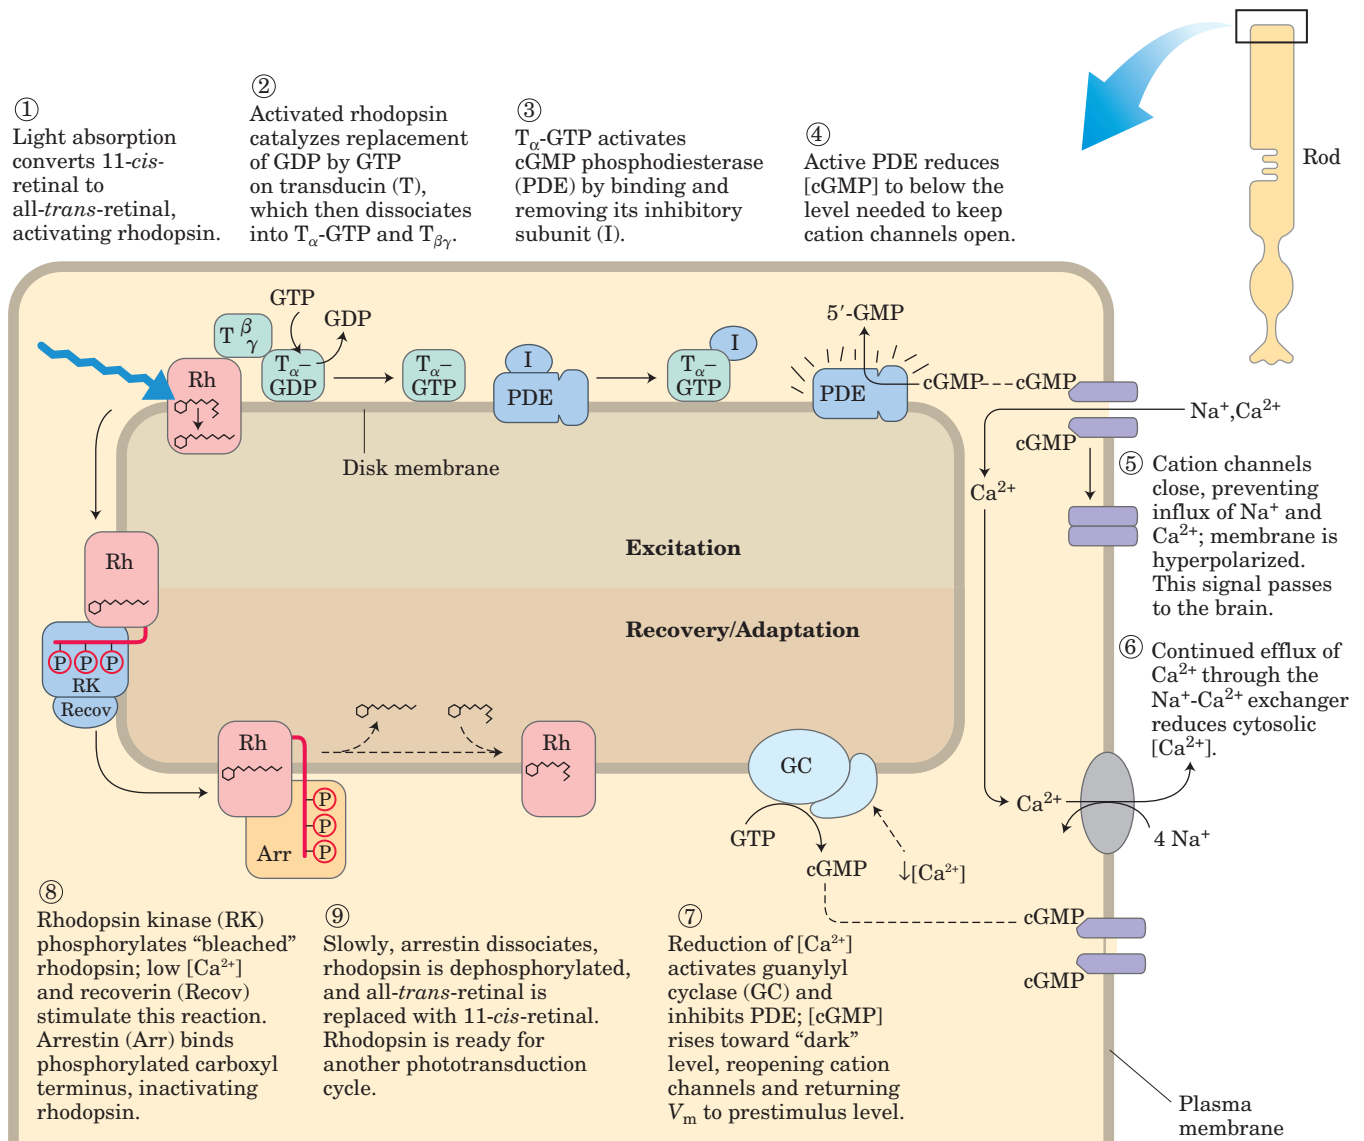 ①
Light absorption
converts 11-cis-
retinal to
all-trans-retinal,
activating rhodopsin.
②
Activated rhodopsin
catalyzes replacement
of GDP by GTP
on transducin (T),
which then dissociates
into Tα-GTP and Tβγ.
③
Tα-GTP activates
cGMP phosphodiesterase
(PDE) by binding and
removing its inhibitory
subunit (I).
④
Active PDE reduces
[cGMP] to below the
level needed to keep
cation channels open.
Rod
GTP
GDP
T β
γ
Tα–
GDP
Tα–
GTP
I
PDE
Tα–
GTP
I
5′-GMP
PDE
cGMP
cGMP
cGMP
Na⁺,Ca²⁺
Rh
Disk membrane
Ca²⁺
⑤ Cation channels
close, preventing
influx of Na⁺ and
Ca²⁺; membrane is
hyperpolarized.
This signal passes
to the brain.
Excitation
Recovery/Adaptation
Rh
P P P
RK
Recov
⑥ Continued efflux of
Ca²⁺ through the
Na⁺-Ca²⁺ exchanger
reduces cytosolic
[Ca²⁺].
Rh
P
P
P
Arr
Rh
GC
GTP
cGMP
↓[Ca²⁺]
Ca²⁺
4 Na⁺
cGMP
cGMP
⑧
Rhodopsin kinase (RK)
phosphorylates “bleached”
rhodopsin; low [Ca²⁺]
and recoverin (Recov)
stimulate this reaction.
Arrestin (Arr) binds
phosphorylated carboxyl
terminus, inactivating
rhodopsin.
⑨
Slowly, arrestin dissociates,
rhodopsin is dephosphorylated,
and all-trans-retinal is
replaced with 11-cis-retinal.
Rhodopsin is ready for
another phototransduction
cycle.
⑦
Reduction of [Ca²⁺]
activates guanylyl
cyclase (GC) and
inhibits PDE; [cGMP]
rises toward “dark”
level, reopening cation
channels and returning
Vm to prestimulus level.
Plasma
membrane